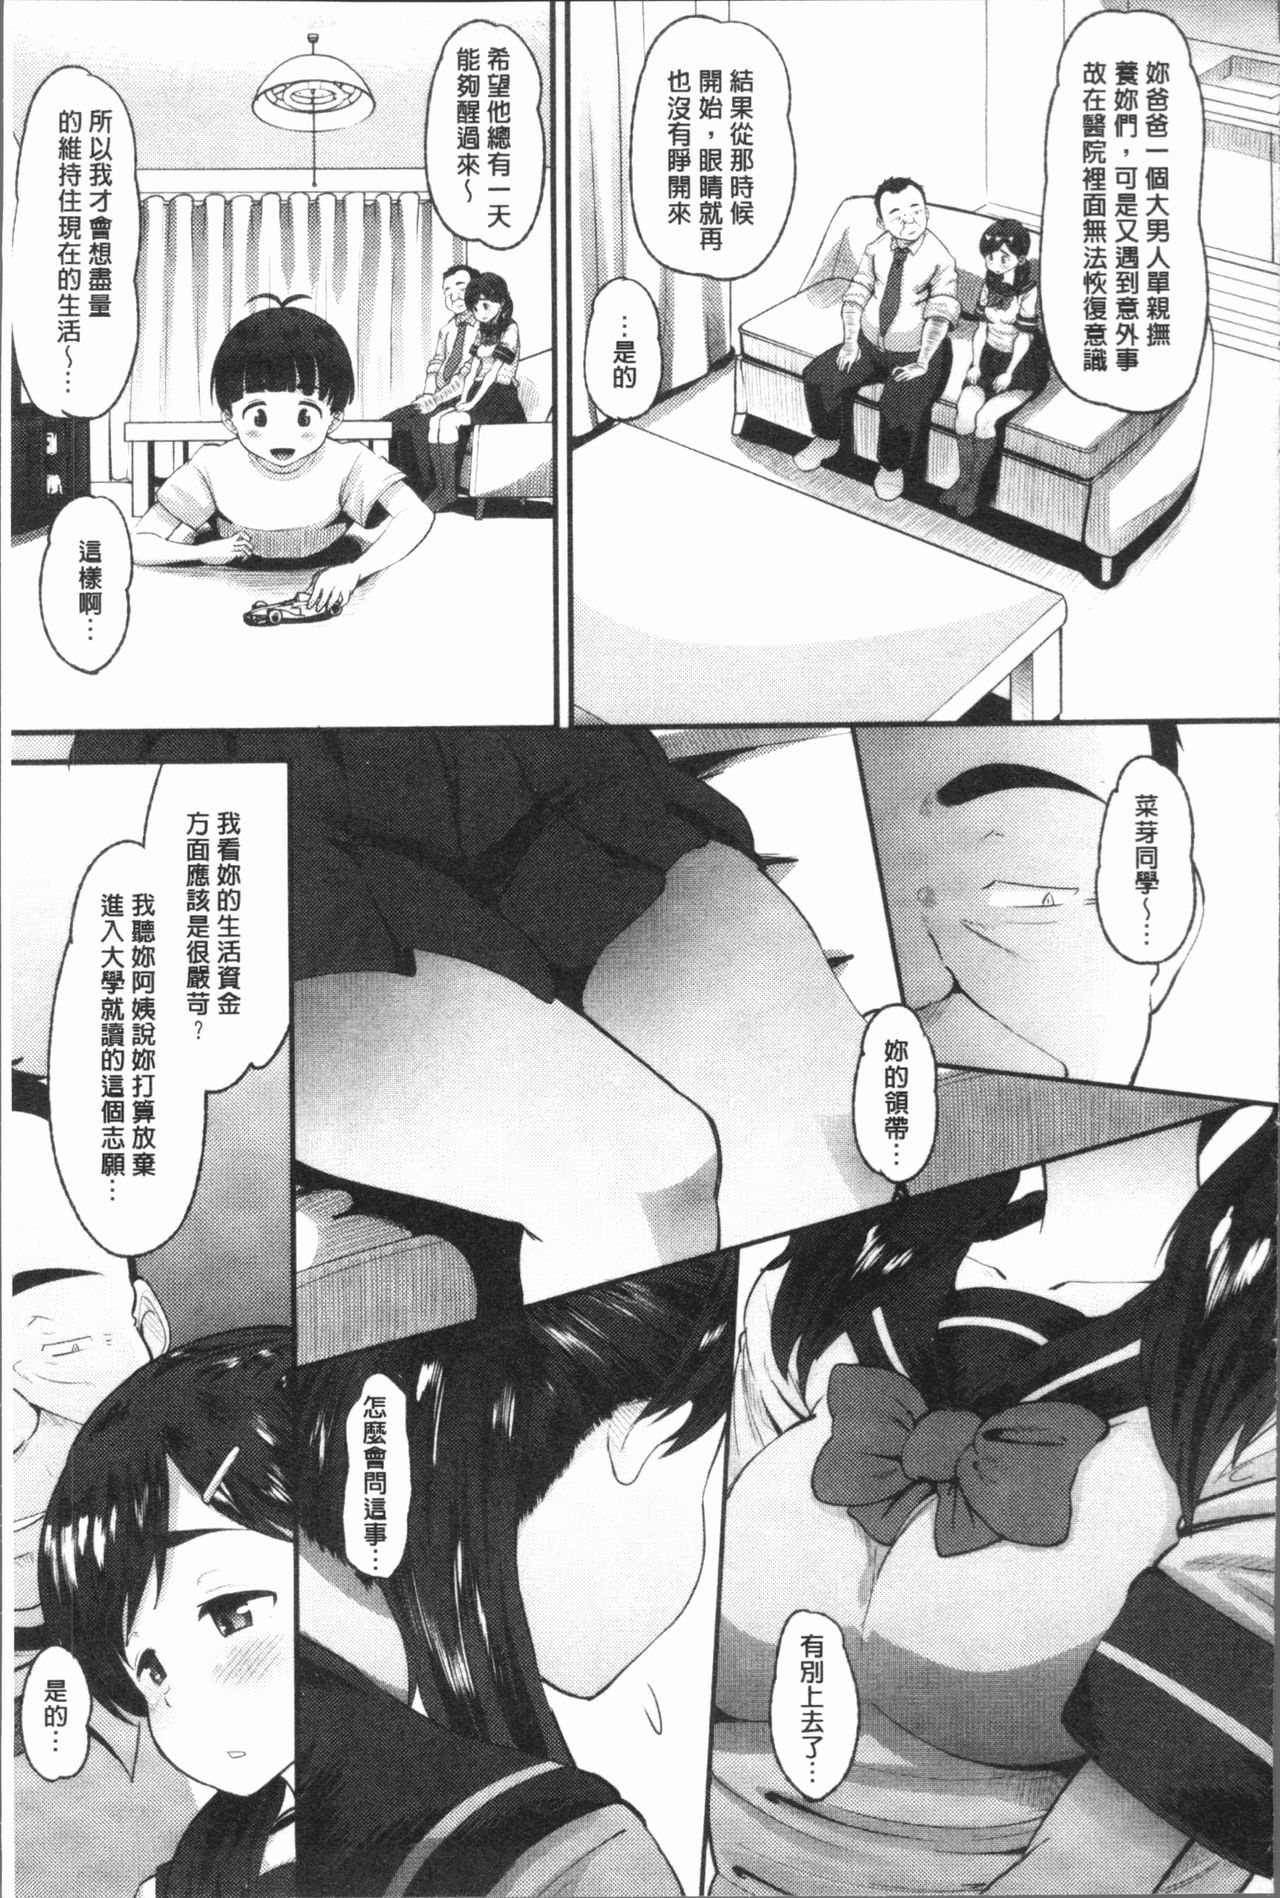 妳爸爸一個大男人單親撫
養妳們，可是又遇到意外事
故在醫院裡面無法恢復意識
結果從那時候
開始，眼睛就再
也沒有睜開來
…是的
希望他總有一天
能夠醒過來～
所以我才會想盡量
的維持住現在的生活～…
這樣啊…
菜芽同學～…
妳的領帶…
有別上去了…
怎麼會問這事…
我看妳的生活資金
方面應該是很嚴苛?
我聽妳阿姨說妳打算放棄
進入大學就讀的這個志願…
是的…